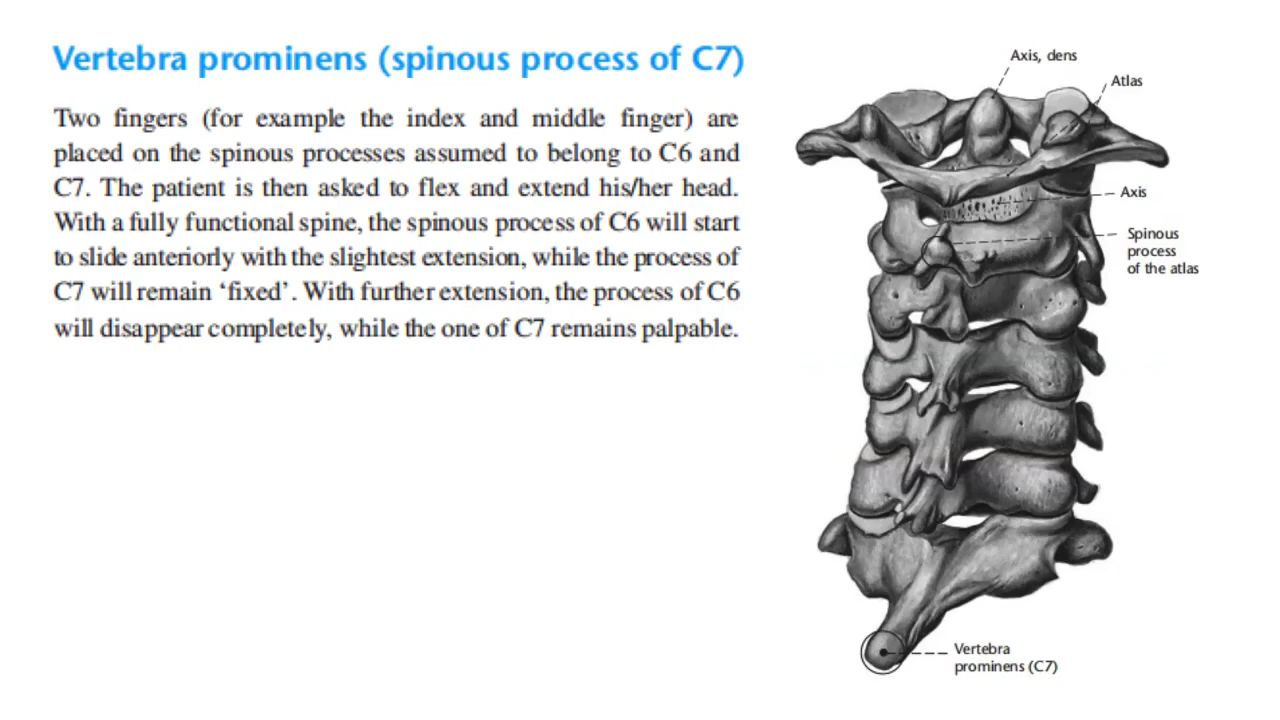 Vertebra prominens (spinous process of C7)
Two fingers (for example the index and middle finger) are
placed on the spinous processes assumed to belong to C6 and
C7. The patient is then asked to flex and extend his/her head.
With a fully functional spine, the spinous process of C6 will start
to slide anteriorly with the slightest extension, while the process of
C7 will remain ‘fixed’. With further extension, the process of C6
will disappear completely, while the one of C7 remains palpable.
Axis, dens
Atlas
Axis
Spinous
process
of the atlas
Vertebra
prominens (C7)